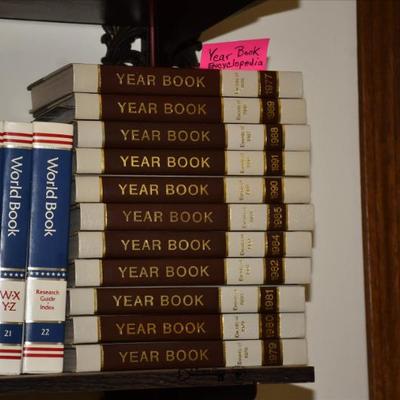 Year Book
Encyclopedia
YEAR BOOK 1977
YEAR BOOK 1989
YEAR BOOK 1988
YEAR BOOK 1991
YEAR BOOK 1990
YEAR BOOK 1985
YEAR BOOK 1984
YEAR BOOK 1982
YEAR BOOK 1981
YEAR BOOK 1980
YEAR BOOK 1979
World Book
W-X
Y-Z
21
World Book
Research
Guide
Index
22